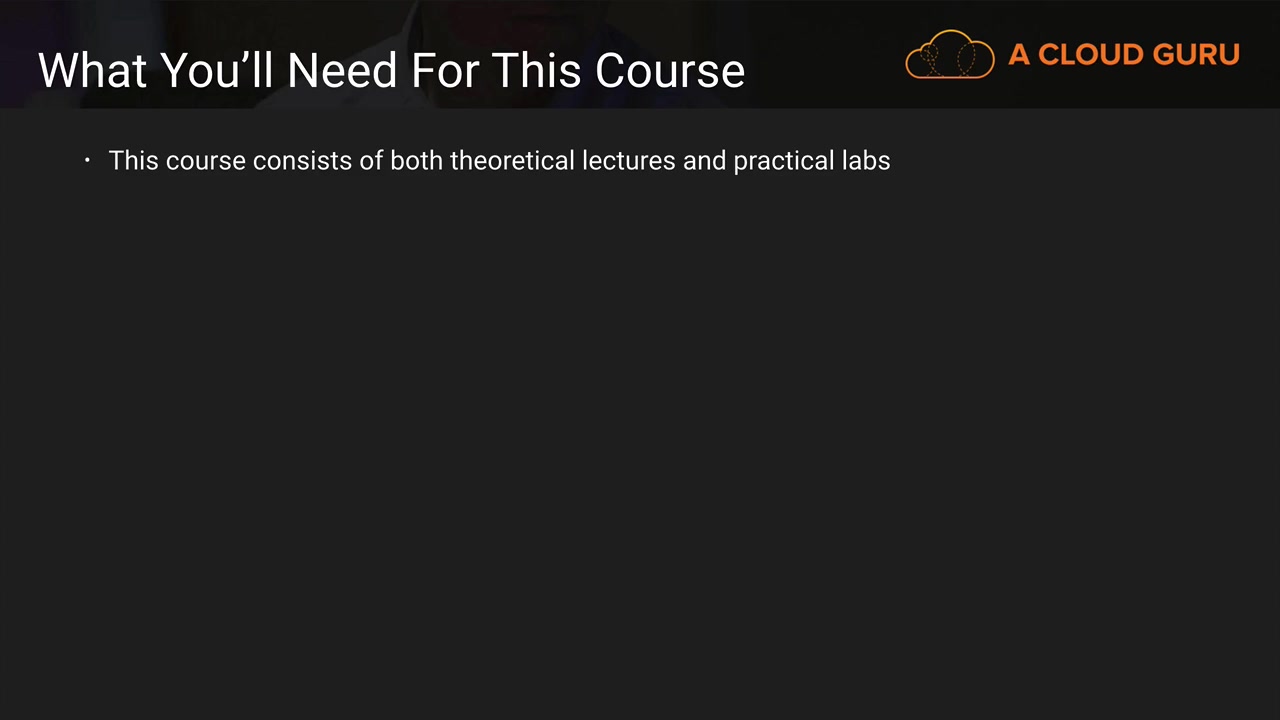 What You’ll Need For This Course
A CLOUD GURU
· This course consists of both theoretical lectures and practical labs